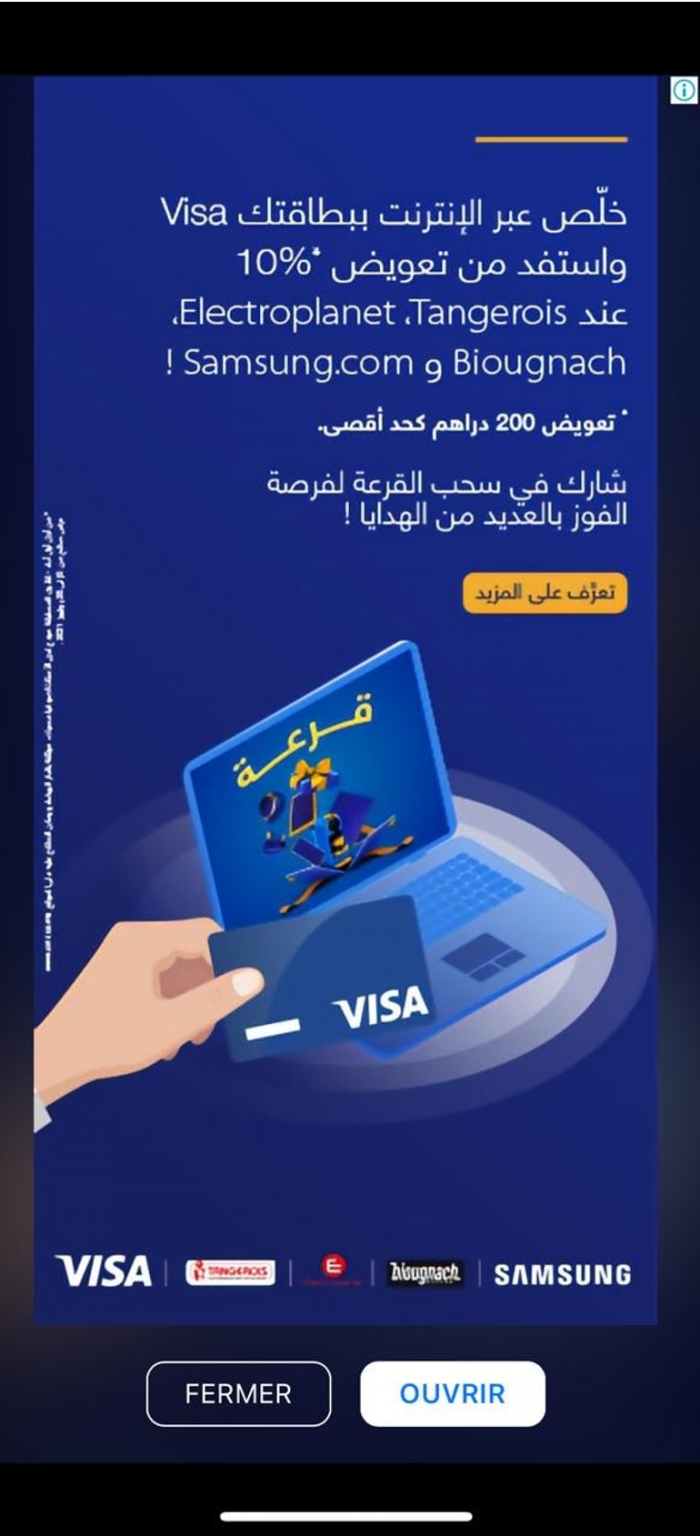 خلّص عبر الإنترنت ببطاقتك Visa
واستفد من تعويض 10%*
عند Electroplanet ،Tangerois،
Biougnach و Samsung.com !
* تعويض 200 دراهم كحد أقصى.
شارك في سحب القرعة لفرصة
الفوز بالعديد من الهدايا !
تعرَّف على المزيد
قـرعـة
VISA
VISA
TANGEROIS
E
biougnach
SAMSUNG
FERMER
OUVRIR